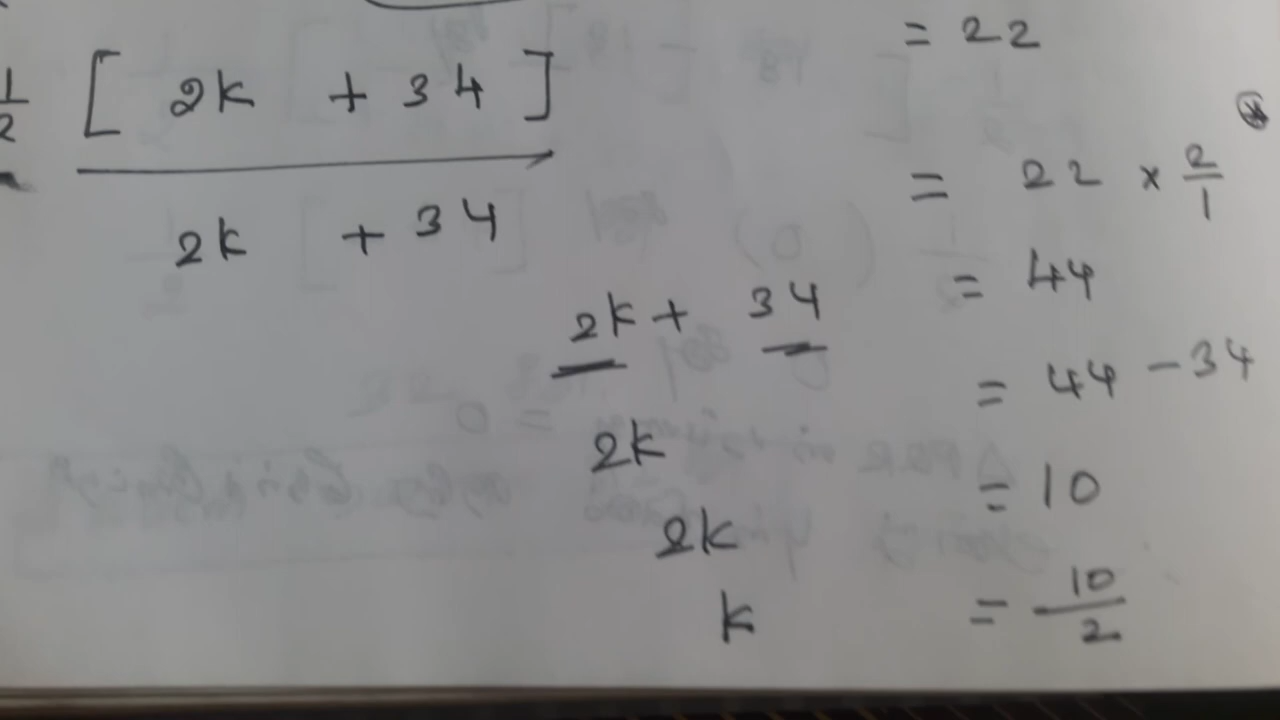 1/2 [ 2k + 34 ] = 22
2k + 34 = 22 × 2/1
2k + 34 = 44
2k = 44 - 34
2k = 10
k = 10/2